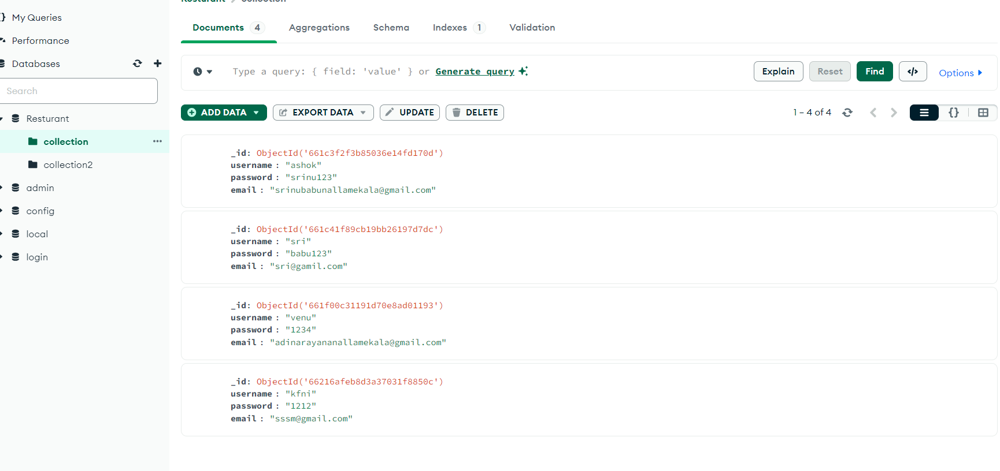 Resturant > collection
{} My Queries
Documents 4 Aggregations Schema Indexes 1 Validation
Performance
Databases
Type a query: { field: 'value' } or Generate query
Explain Reset Find </> Options
Search
ADD DATA EXPORT DATA UPDATE DELETE
1 – 4 of 4 {}
Resturant
collection •••
collection2
admin
config
local
login
_id: ObjectId('661c3f2f3b85036e14fd170d')
username : "ashok"
password : "srinu123"
email : "srinubabunallamekala@gmail.com"
_id: ObjectId('661c41f89cb19bb26197d7dc')
username : "sri"
password : "babu123"
email : "sri@gamil.com"
_id: ObjectId('661f00c31191d70e8ad01193')
username : "venu"
password : "1234"
email : "adinarayananallamekala@gmail.com"
_id: ObjectId('66216afeb8d3a37031f8850c')
username : "kfni"
password : "1212"
email : "sssm@gmail.com"